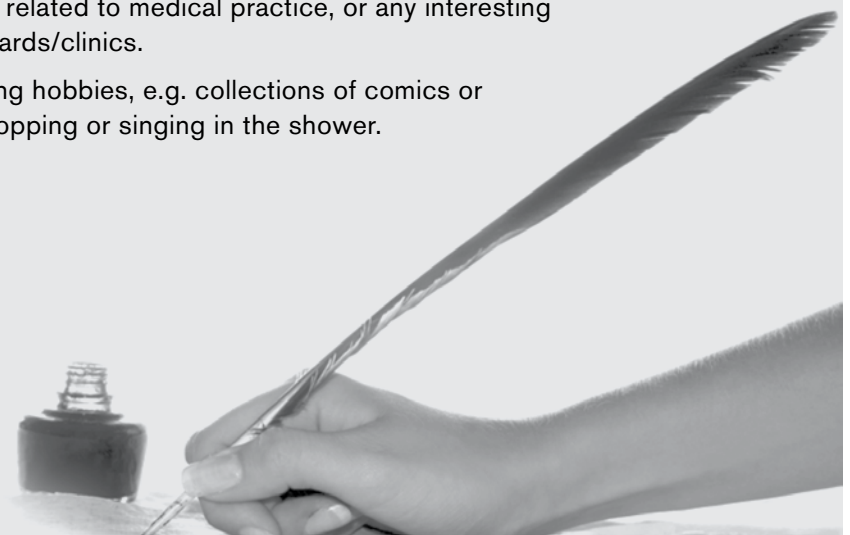 related to medical practice, or any interesting
ards/clinics.
ng hobbies, e.g. collections of comics or
opping or singing in the shower.